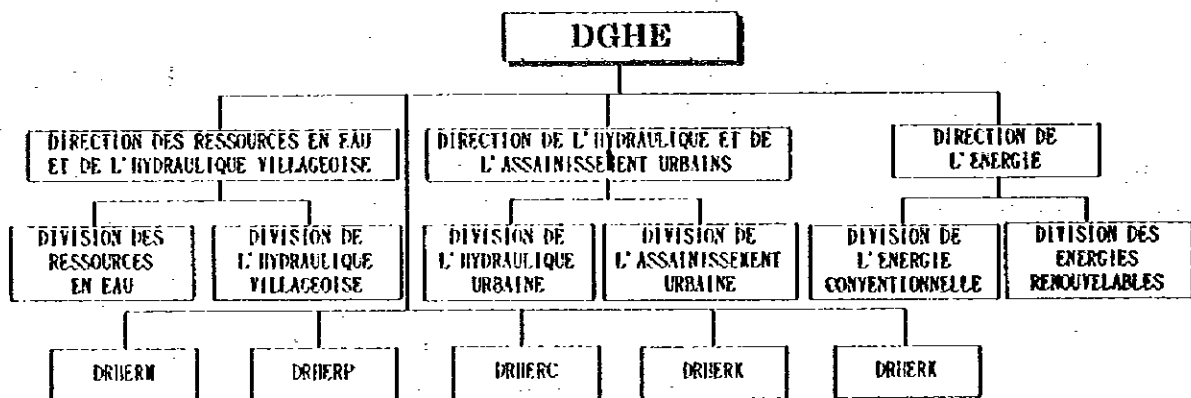 DGHE
DIRECTION DES RESSOURCES EN EAU
ET DE L'HYDRAULIQUE VILLAGEOISE
DIRECTION DE L'HYDRAULIQUE ET DE
L'ASSAINISSEMENT URBAINS
DIRECTION DE
L'ENERGIE
DIVISION DES
RESSOURCES
EN EAU
DIVISION DE
L'HYDRAULIQUE
VILLAGEOISE
DIVISION DE
L'HYDRAULIQUE
URBAINE
DIVISION DE
L'ASSAINISSEMENT
URBAINE
DIVISION DE
L'ENERGIE
CONVENTIONNELLE
DIVISION DES
ENERGIES
RENOUVELABLES
DRHERM
DRHERP
DRHERC
DRHERK
DRHERK